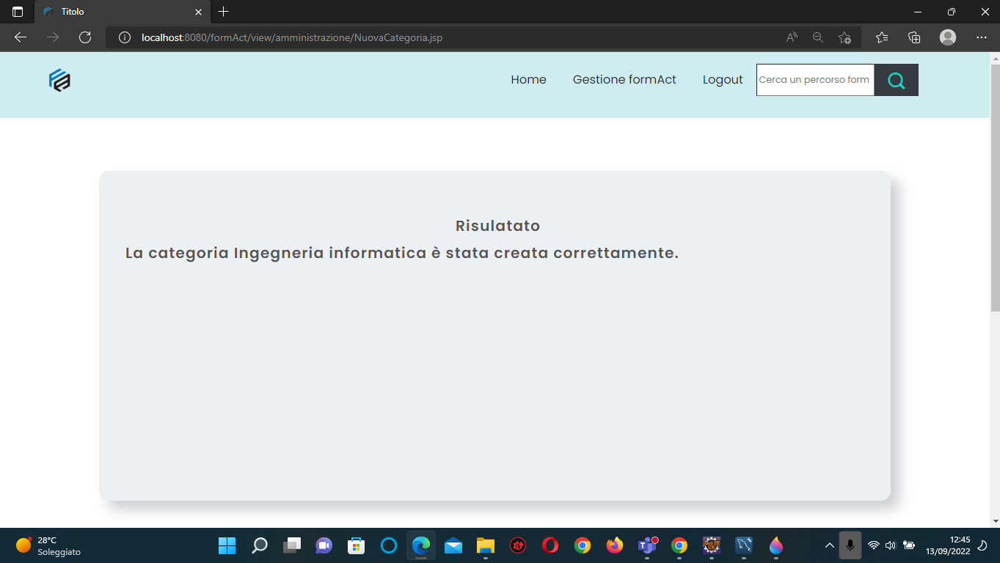 Titolo
localhost:8080/formAct/view/amministrazione/NuovaCategoria.jsp
Home Gestione formAct Logout Cerca un percorso form
Risulatato
La categoria Ingegneria informatica è stata creata correttamente.
28°C
Soleggiato
12:45
13/09/2022